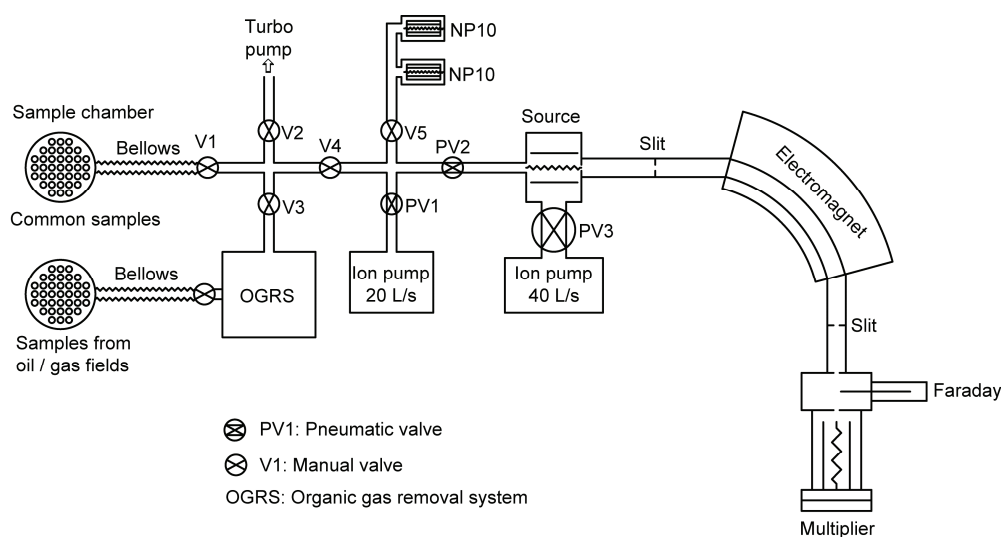 Turbo
pump
NP10
NP10
Sample chamber
Bellows
V1
V2
V4
V5
PV2
Source
Slit
Electromagnet
Common samples
V3
PV1
PV3
Bellows
OGRS
Ion pump
20 L/s
Ion pump
40 L/s
Samples from
oil / gas fields
Slit
Faraday
PV1: Pneumatic valve
V1: Manual valve
OGRS: Organic gas removal system
Multiplier